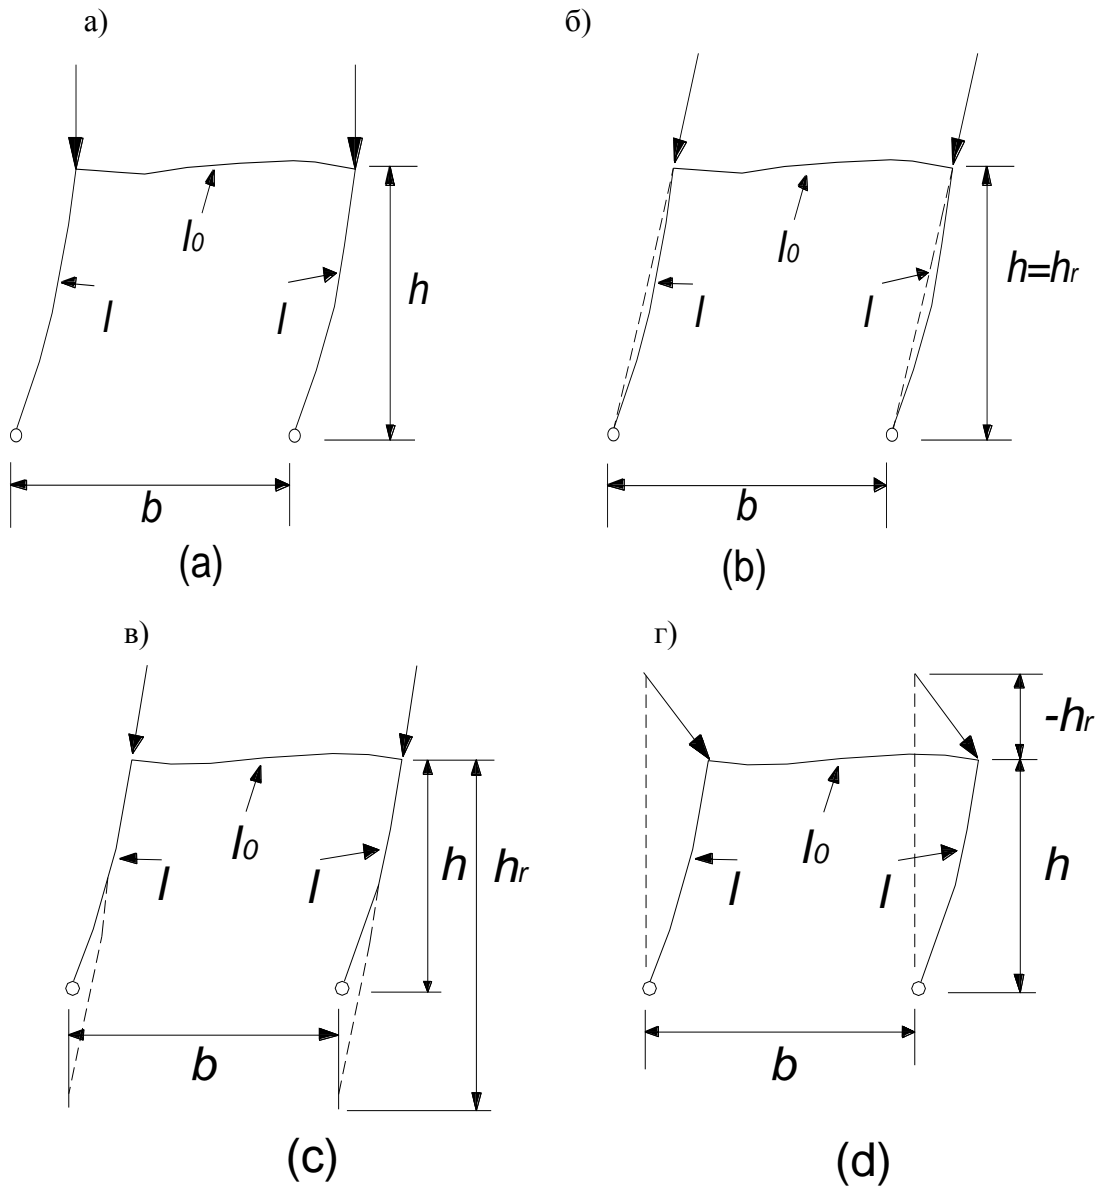 а) б)
l0 l0
l l h l l h=hr
b b
(a) (b)
в) г)
-hr
l0 l0
l l h hr l l h
b b
(c) (d)